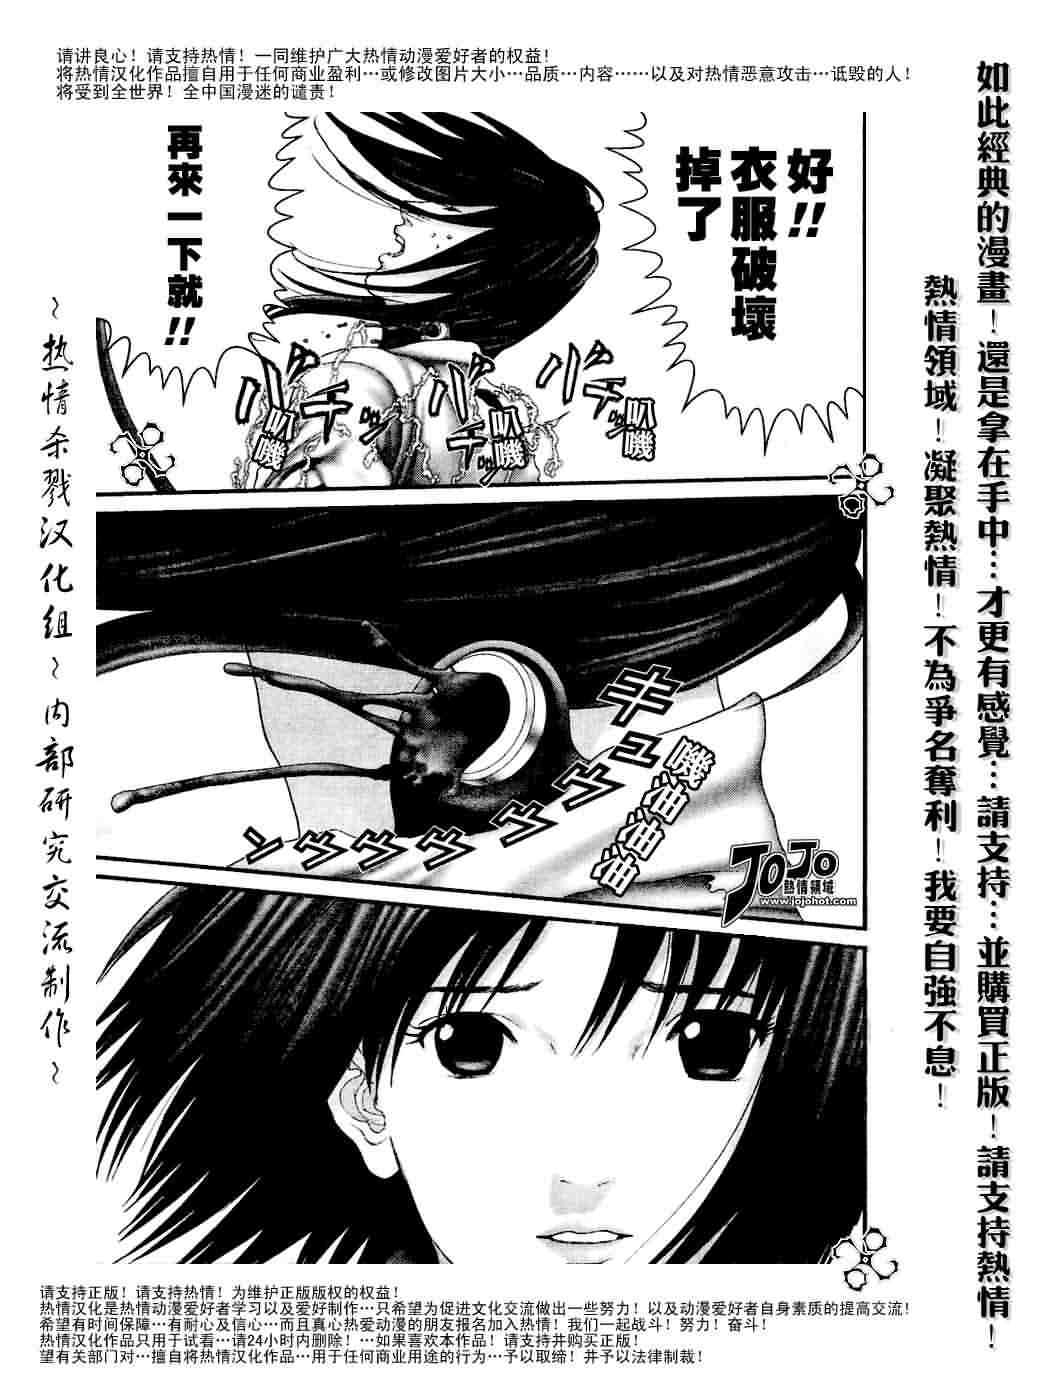 请讲良心！请支持热情！一同维护广大热情动漫爱好者的权益！
将热情汉化作品擅自用于任何商业盈利…或修改图片大小…品质…内容……以及对热情恶意攻击…诋毁的人！
将受到全世界！全中国漫迷的谴责！
如此經典的漫畫！還是拿在手中…才更有感覺…請支持…並購買正版！請支持熱情！
熱情領域！凝聚熱情！不為爭名奪利！我要自強不息！
好!!
衣服破壞
掉了
再來一下就!!
バチッ
叽嘰
バチッ
叽嘰
バチッ
叽嘰
キュウウウウウウン
嘰油油油
JOJO
熱情領域
www.jojohot.com
～热情杀戮汉化组～内部研究交流制作～
请支持正版！请支持热情！为维护正版版权的权益！
热情汉化是热情动漫爱好者学习以及爱好制作…只希望为促进文化交流做出一些努力！以及动漫爱好者自身素质的提高交流！
希望有时间保障…有耐心及信心…而且真心热爱动漫的朋友报名加入热情！我们一起战斗！努力！奋斗！
热情汉化作品只用于试看…请24小时内删除！…如果喜欢本作品！请支持并购买正版！
望有关部门对…擅自将热情汉化作品…用于任何商业用途的行为…予以取缔！并予以法律制裁！